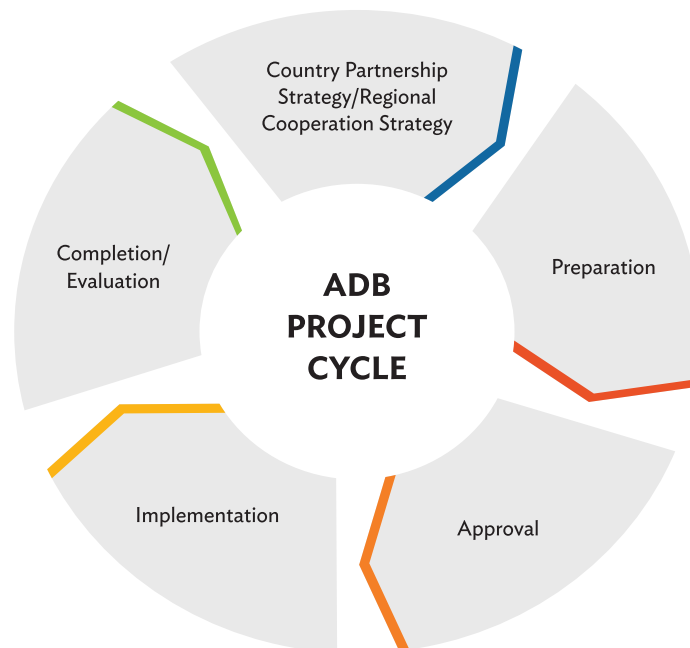 Country Partnership
Strategy/Regional
Cooperation Strategy
Preparation
Approval
Implementation
Completion/
Evaluation
ADB
PROJECT
CYCLE